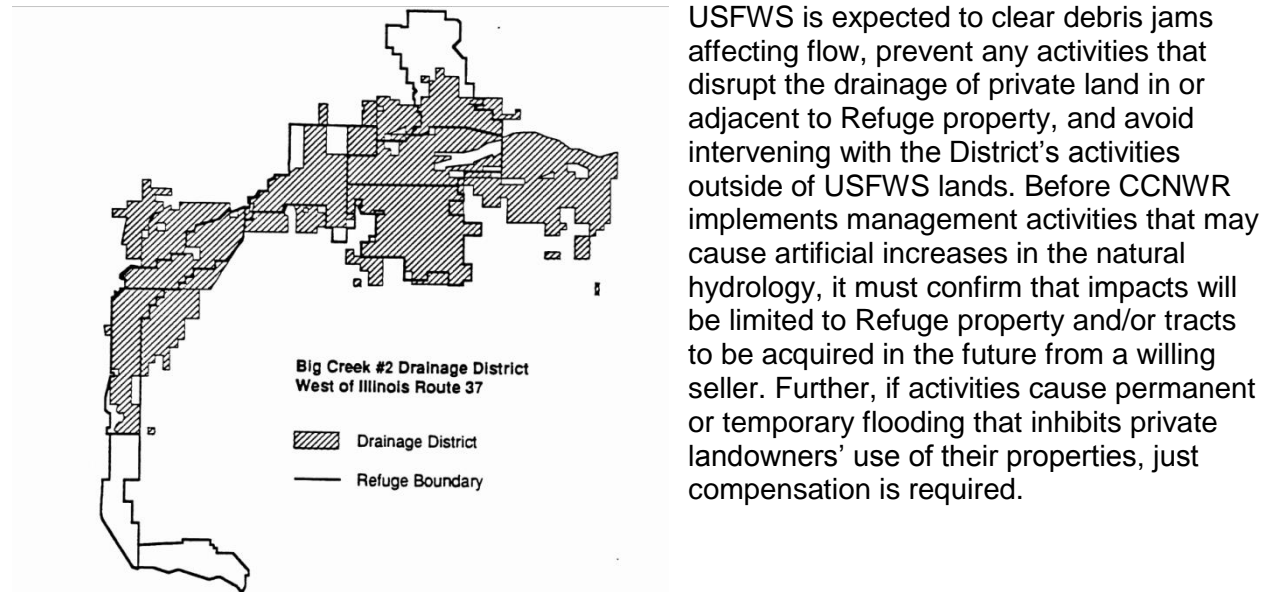 USFWS is expected to clear debris jams
affecting flow, prevent any activities that
disrupt the drainage of private land in or
adjacent to Refuge property, and avoid
intervening with the District’s activities
outside of USFWS lands. Before CCNWR
implements management activities that may
cause artificial increases in the natural
hydrology, it must confirm that impacts will
be limited to Refuge property and/or tracts
to be acquired in the future from a willing
seller. Further, if activities cause permanent
or temporary flooding that inhibits private
landowners’ use of their properties, just
compensation is required.
Big Creek #2 Drainage District
West of Illinois Route 37
Drainage District
Refuge Boundary